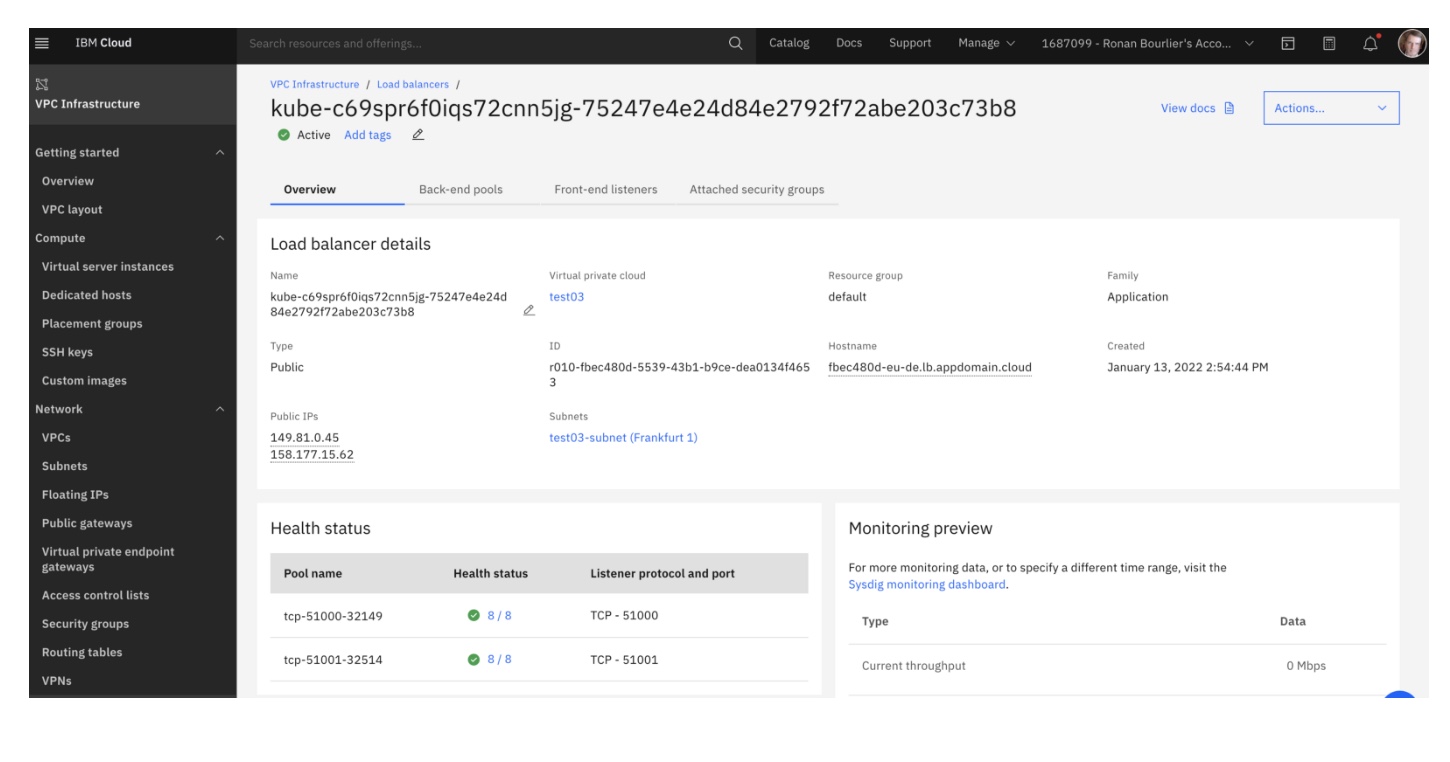 IBM Cloud
Search resources and offerings...
Catalog
Docs
Support
Manage
1687099 - Ronan Bourlier's Acco...
VPC Infrastructure
Getting started
Overview
VPC layout
Compute
Virtual server instances
Dedicated hosts
Placement groups
SSH keys
Custom images
Network
VPCs
Subnets
Floating IPs
Public gateways
Virtual private endpoint
gateways
Access control lists
Security groups
Routing tables
VPNs
VPC Infrastructure / Load balancers /
kube-c69spr6f0iqs72cnn5jg-75247e4e24d84e2792f72abe203c73b8
Active Add tags
View docs
Actions...
Overview
Back-end pools
Front-end listeners
Attached security groups
Load balancer details
Name
kube-c69spr6f0iqs72cnn5jg-75247e4e24d
84e2792f72abe203c73b8
Virtual private cloud
test03
Resource group
default
Family
Application
Type
Public
ID
r010-fbec480d-5539-43b1-b9ce-dea0134f465
3
Hostname
fbec480d-eu-de.lb.appdomain.cloud
Created
January 13, 2022 2:54:44 PM
Public IPs
149.81.0.45
158.177.15.62
Subnets
test03-subnet (Frankfurt 1)
Health status
Pool name Health status Listener protocol and port
tcp-51000-32149 8 / 8 TCP - 51000
tcp-51001-32514 8 / 8 TCP - 51001
Monitoring preview
For more monitoring data, or to specify a different time range, visit the
Sysdig monitoring dashboard.
Type Data
Current throughput 0 Mbps